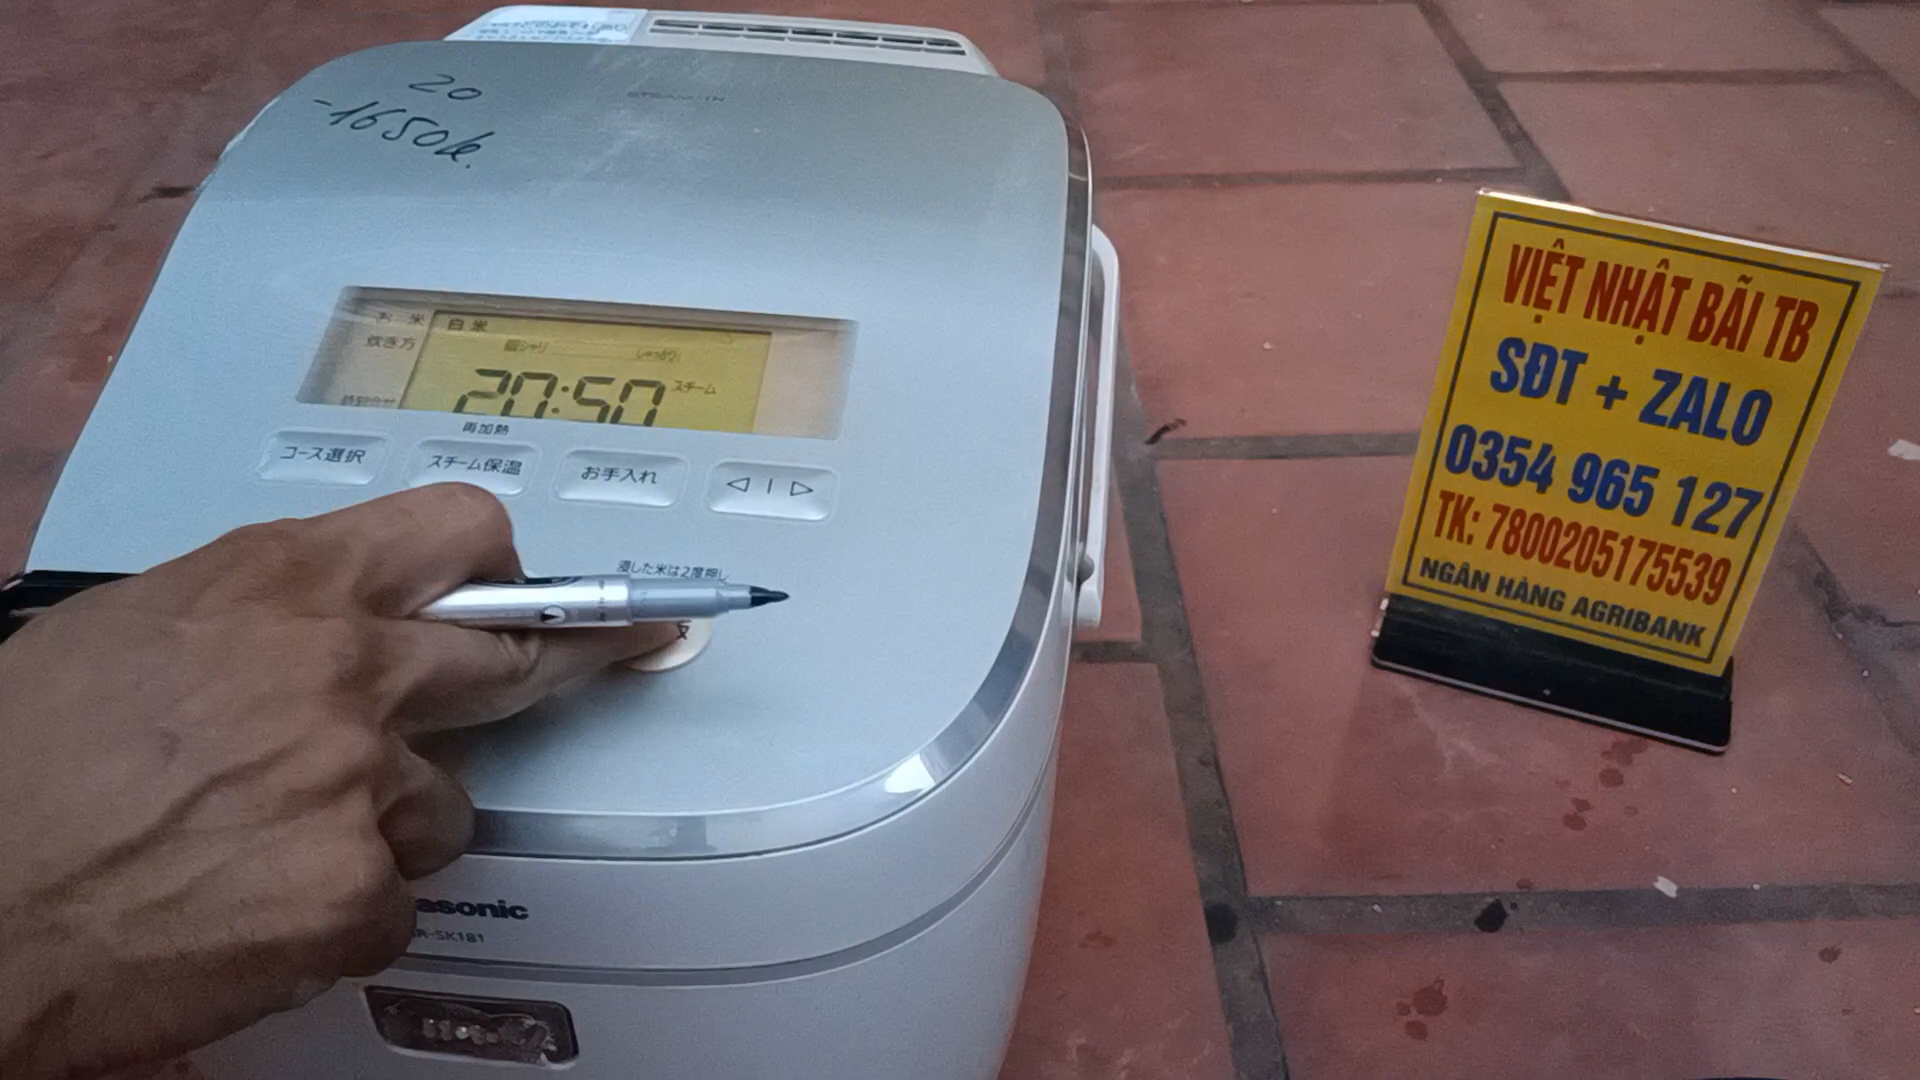 20
-1650k.
STEAM IN
お 米
白米
炊き方
銀シャリ
しゃっきり
20:50
スチーム
再加熱
コース選択
スチーム保温
お手入れ
◁ | ▷
浸した米は2度押し
asonic
R-SK181
VIỆT NHẬT BÃI TB
SĐT + ZALO
0354 965 127
TK: 7800205175539
NGÂN HÀNG AGRIBANK